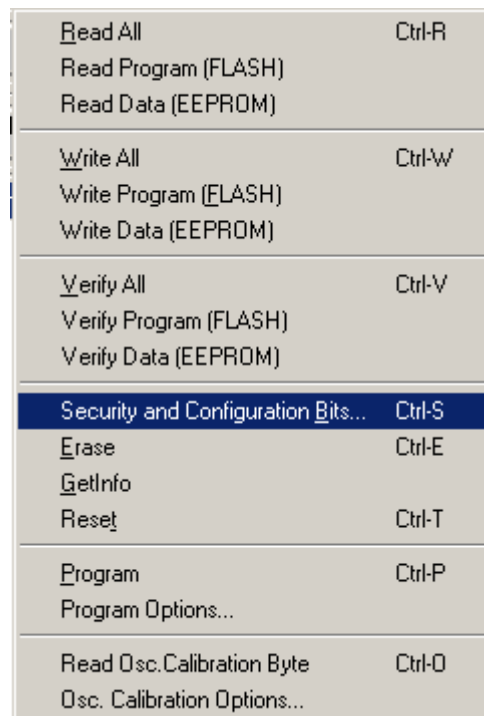 Read All Ctrl-R
Read Program (FLASH)
Read Data (EEPROM)
Write All Ctrl-W
Write Program (FLASH)
Write Data (EEPROM)
Verify All Ctrl-V
Verify Program (FLASH)
Verify Data (EEPROM)
Security and Configuration Bits... Ctrl-S
Erase Ctrl-E
GetInfo
Reset Ctrl-T
Program Ctrl-P
Program Options...
Read Osc.Calibration Byte Ctrl-O
Osc. Calibration Options...